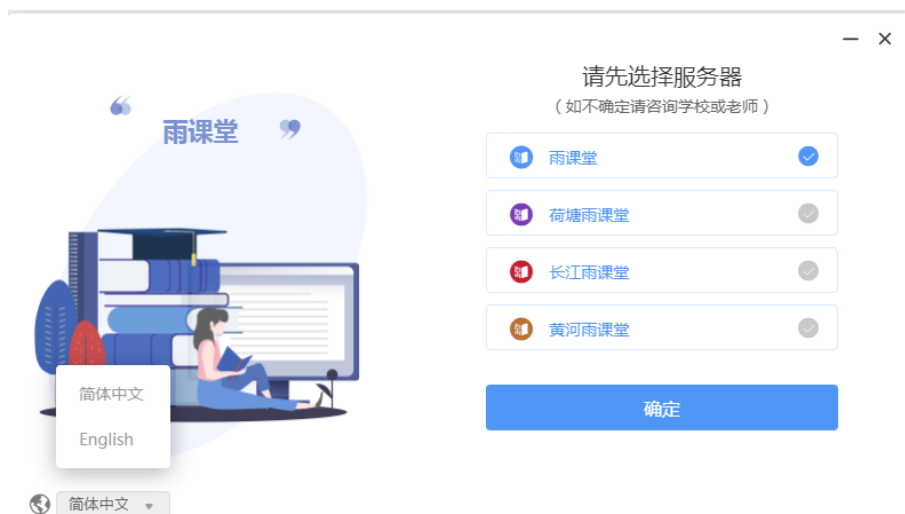 雨课堂
请先选择服务器
（如不确定请咨询学校或老师）
雨课堂
荷塘雨课堂
长江雨课堂
黄河雨课堂
确定
简体中文
English
简体中文